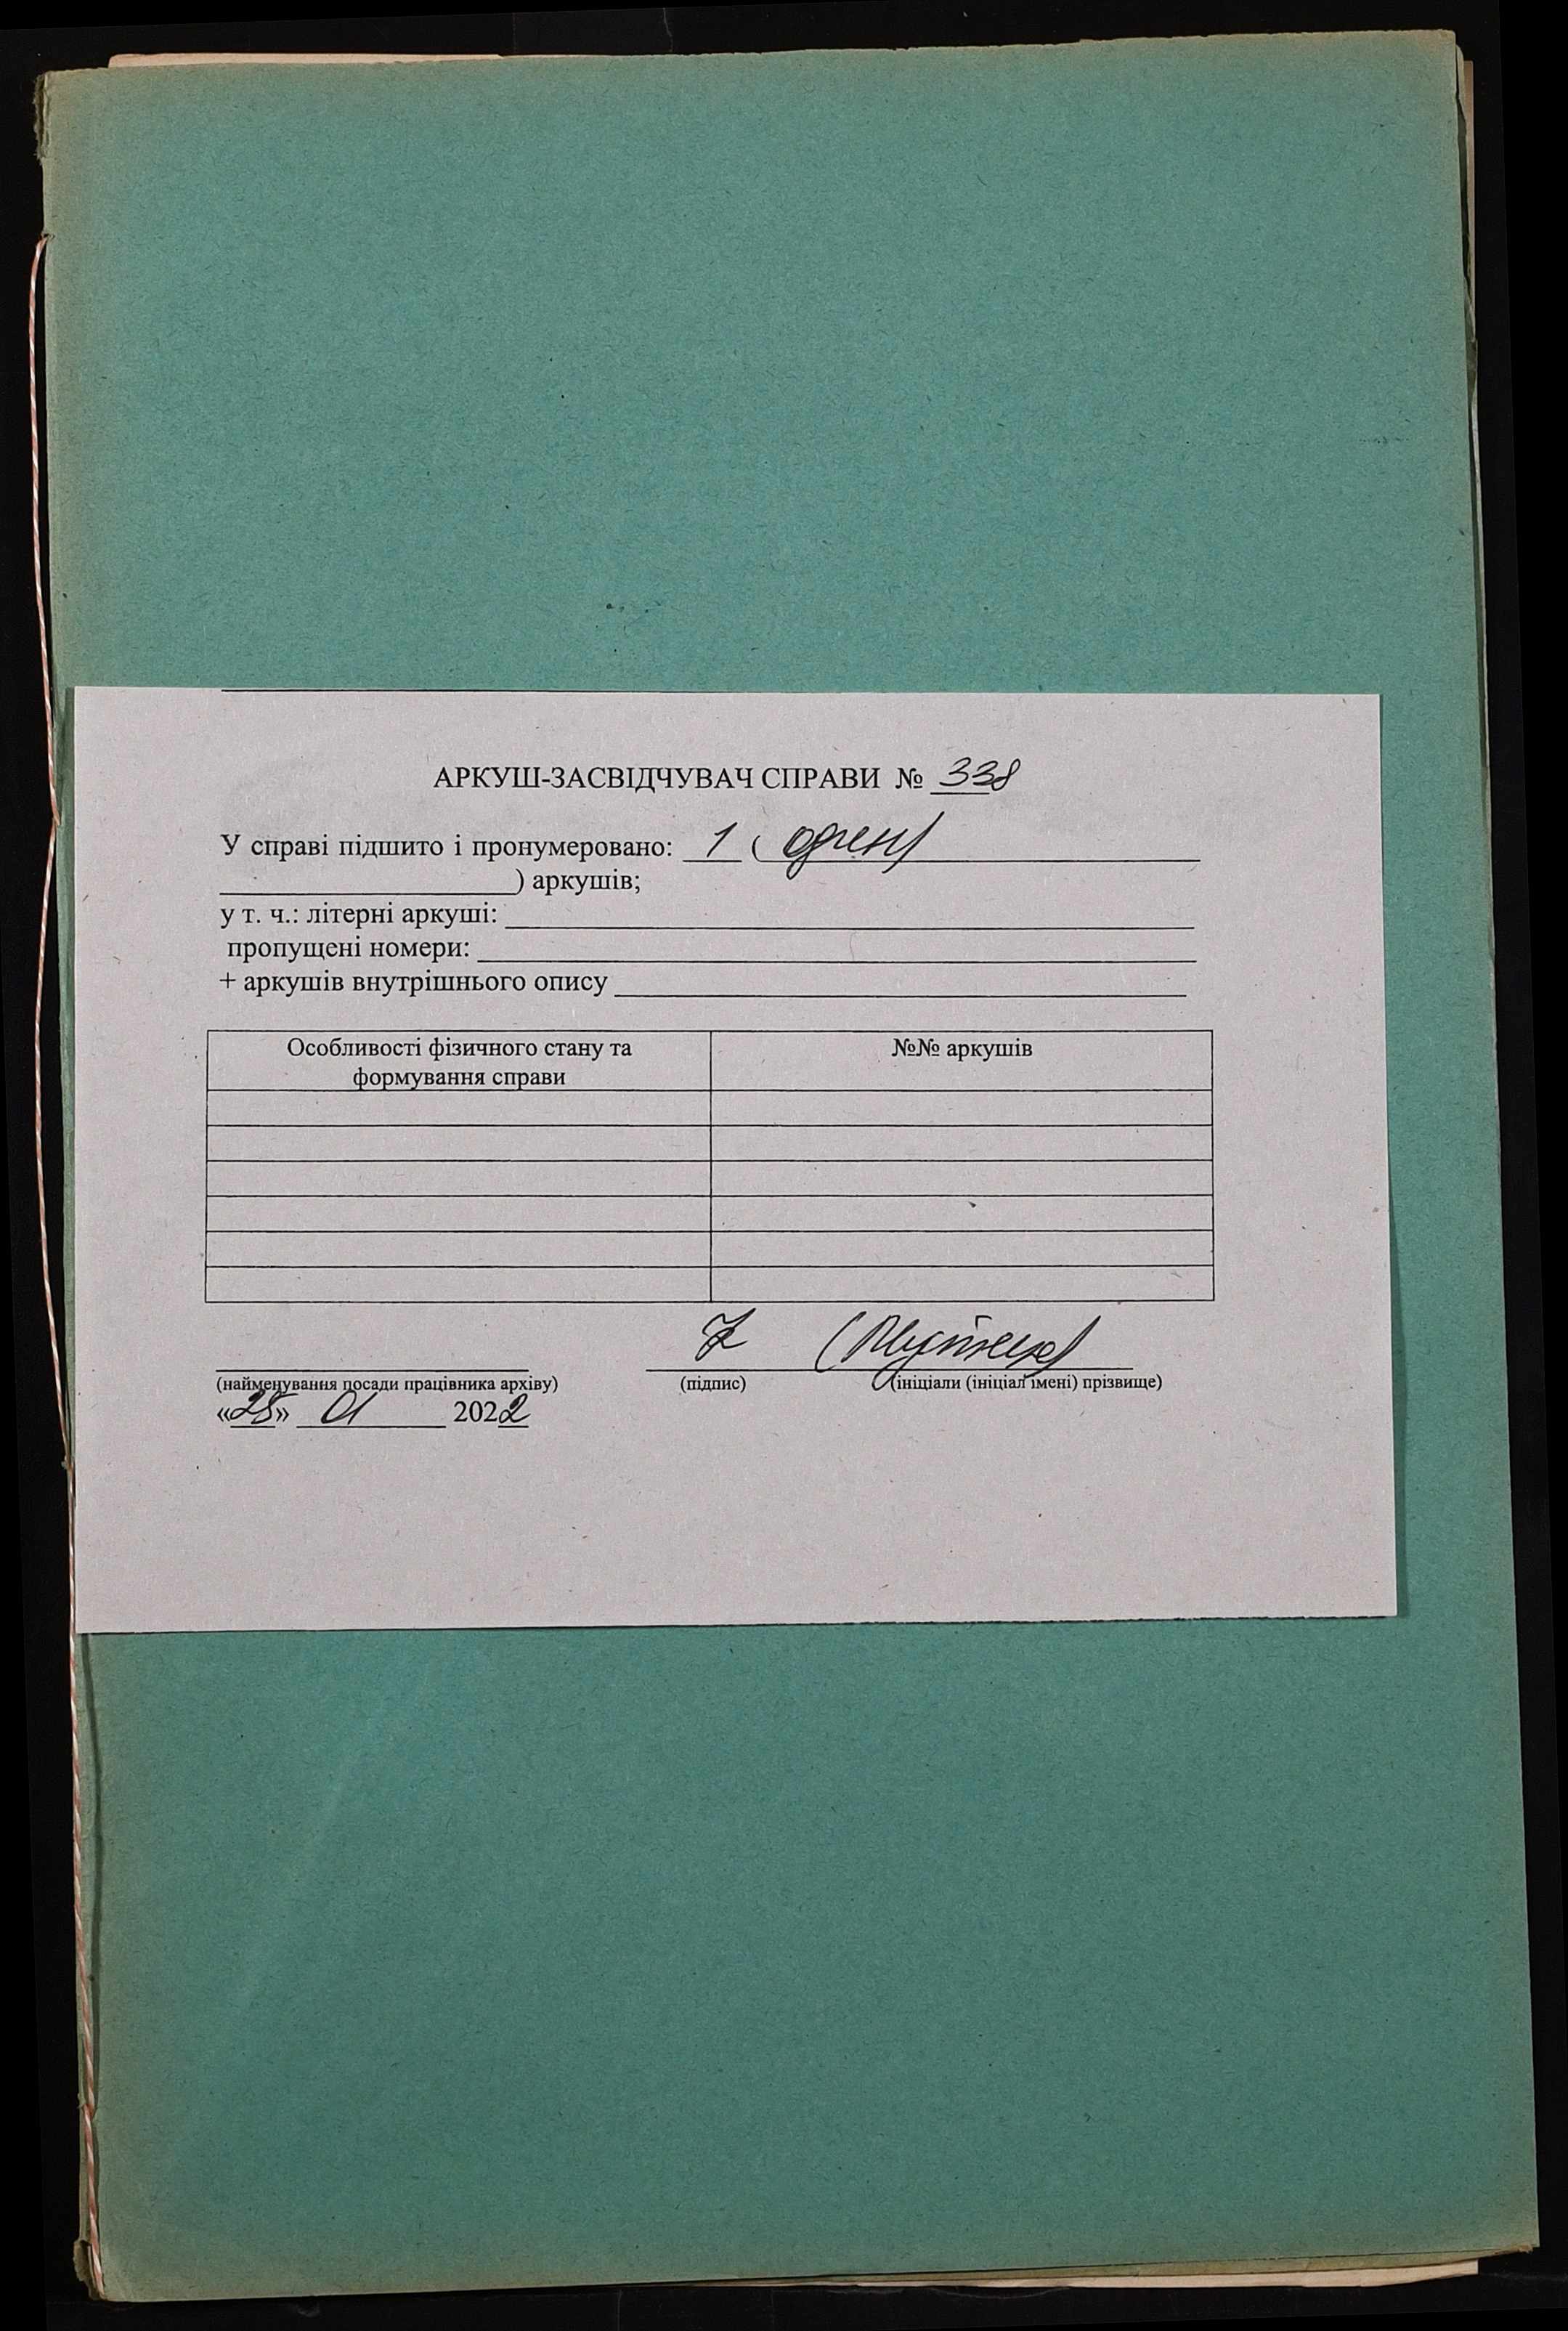 АРКУШ-ЗАСВІДЧУВАЧ СПРАВИ № 338
У справі підшито і пронумеровано: 1 ( один)
) аркушів;
у т. ч.: літерні аркуші:
пропущені номери:
+ аркушів внутрішнього опису
Особливості фізичного стану та формування справи
№№ аркушів
(найменування посади працівника архіву)
(підпис)
(ініціали (ініціал імені) прізвище)
«28» 01 2022